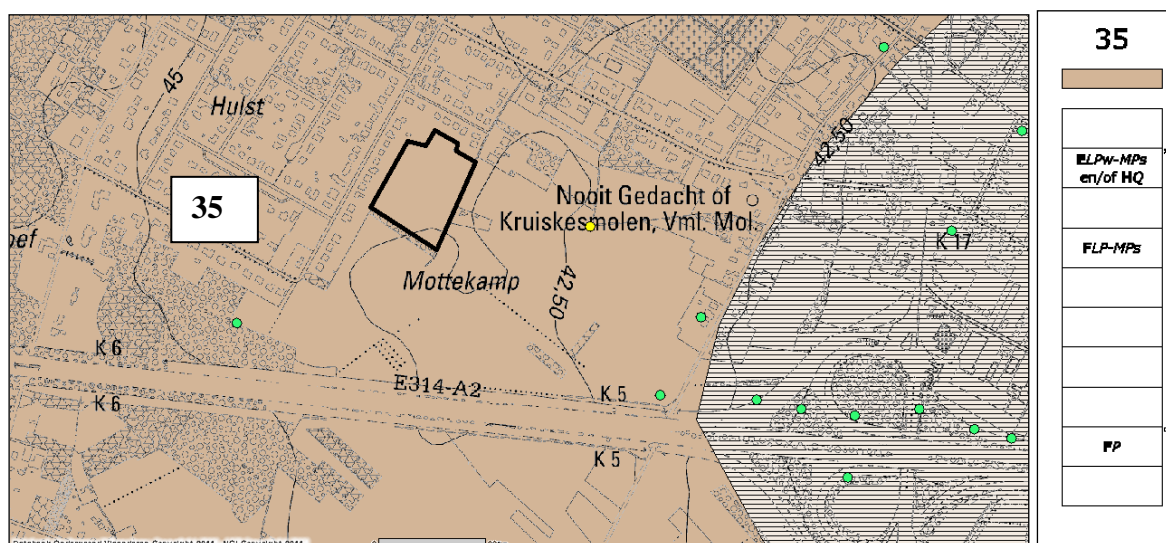 45
Hulst
35
42.50
Nooit Gedacht of
Kruiskesmolen, Vml. Mol.
K 17
Mottekamp
42.50
K 6
E314-A2
K 5
K 6
K 5
35
ELPw-MPs
en/of HQ
FLP-MPs
FP